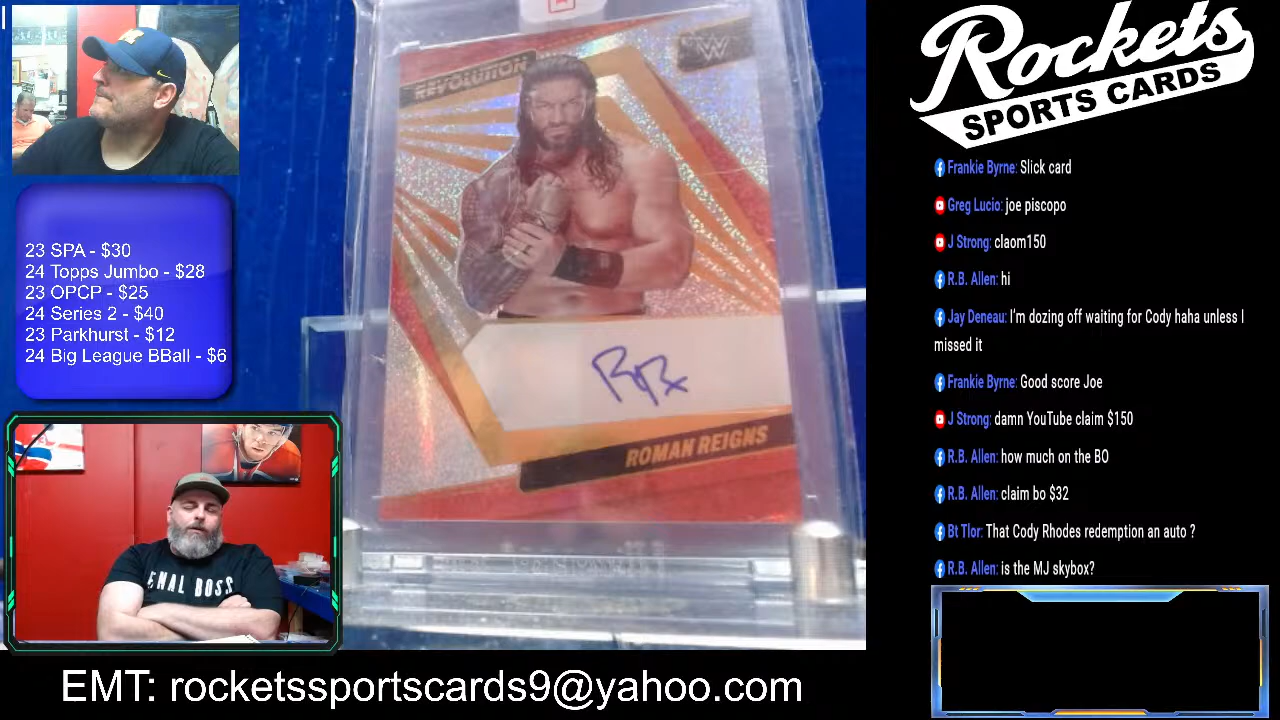 REVOLUTION
W
ROMAN REIGNS
23 SPA - $30
24 Topps Jumbo - $28
23 OPCP - $25
24 Series 2 - $40
23 Parkhurst - $12
24 Big League BBall - $6
ENAL BOSS
Rockets
SPORTS CARDS
Frankie Byrne: Slick card
Greg Lucio: joe piscopo
J Strong: claom150
R.B. Allen: hi
Jay Deneau: I'm dozing off waiting for Cody haha unless I
missed it
Frankie Byrne: Good score Joe
J Strong: damn YouTube claim $150
R.B. Allen: how much on the BO
R.B. Allen: claim bo $32
Bt Tlor: That Cody Rhodes redemption an auto ?
R.B. Allen: is the MJ skybox?
EMT: rocketssportscards9@yahoo.com